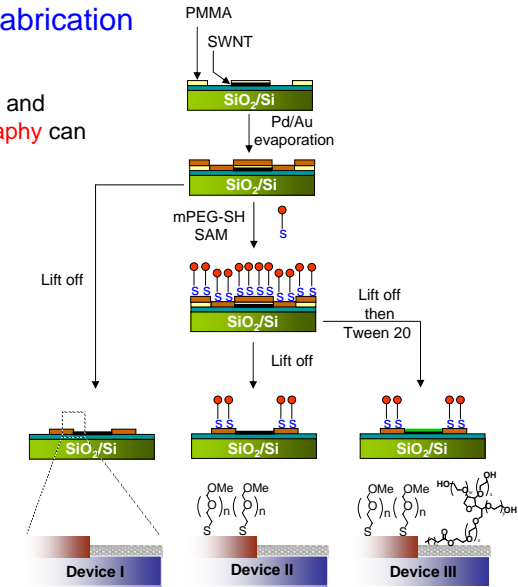 abrication
and
aphy can
PMMA
SWNT
SiO2/Si
Pd/Au
evaporation
SiO2/Si
mPEG-SH
SAM
S
S S S S S S S S S S
SiO2/Si
Lift off
Lift off
then
Tween 20
Lift off
SiO2/Si
S S S S
SiO2/Si
S S S S
SiO2/Si
OMe OMe
( O )n ( O )n
S S
OMe OMe
( O )n ( O )n
S S
HO
OH
OH
Device I
Device II
Device III